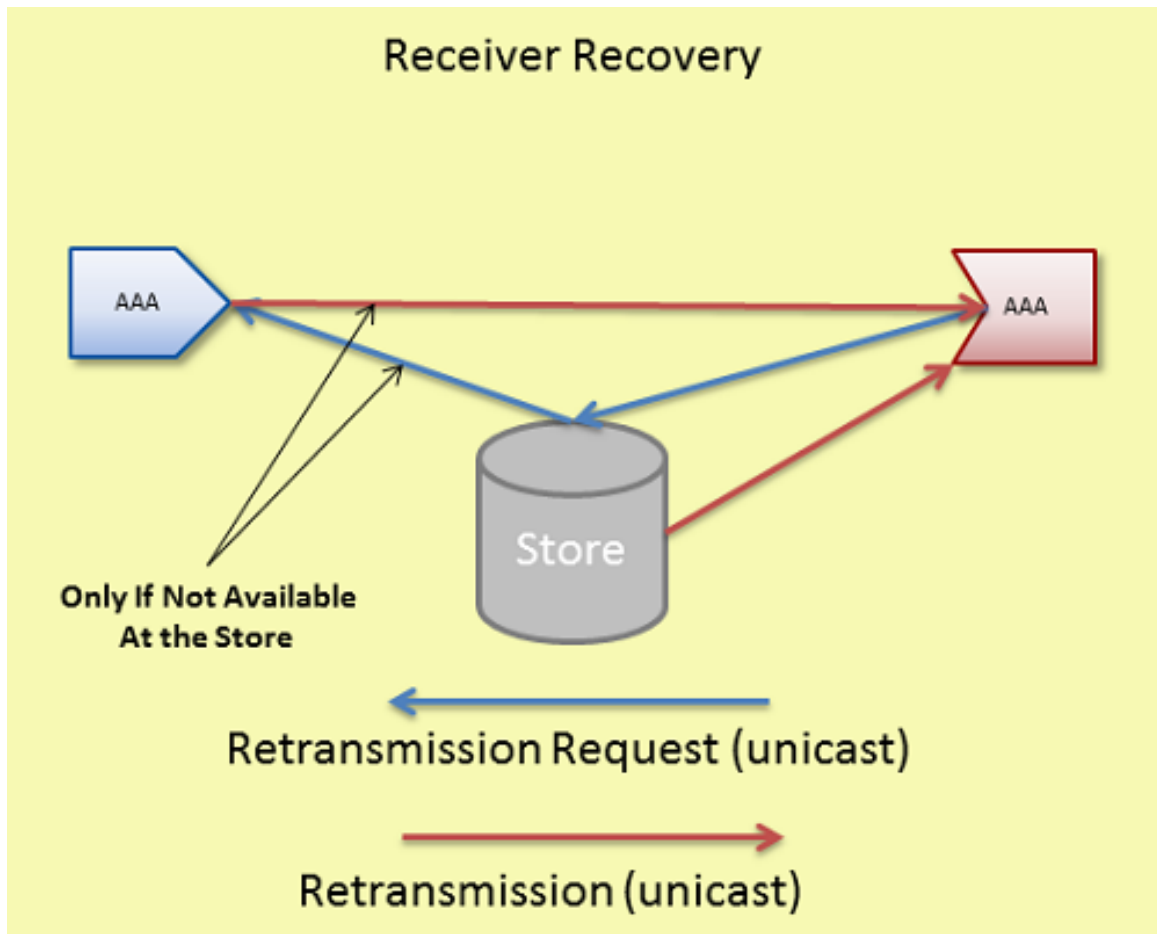 Receiver Recovery
AAA
AAA
Store
Only If Not Available
At the Store
Retransmission Request (unicast)
Retransmission (unicast)